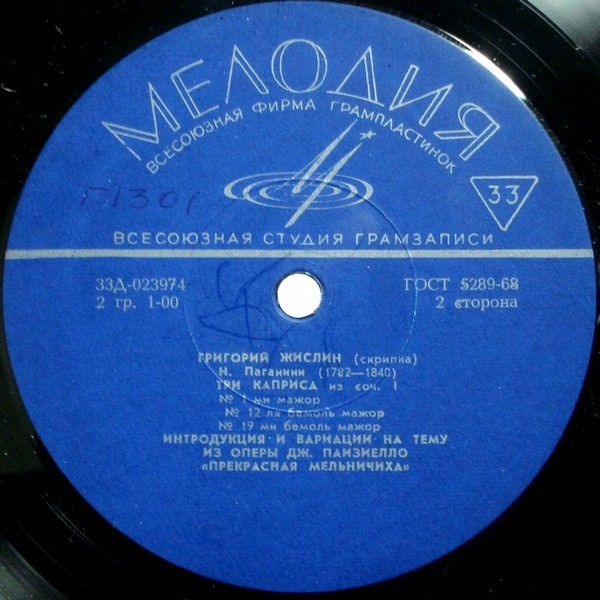 МЕЛОДИЯ
ВСЕСОЮЗНАЯ ФИРМА ГРАМПЛАСТИНОК
33
ВСЕСОЮЗНАЯ СТУДИЯ ГРАМЗАПИСИ
33Д-023974 ГОСТ 5289-68
2 гр. 1-00 2 сторона
ГРИГОРИЙ ЖИСЛИН (скрипка)
Н. Паганини (1782—1840)
ТРИ КАПРИСА из соч. 1
№ 1 ми мажор
№ 12 ля бемоль мажор
№ 19 ми бемоль мажор
ИНТРОДУКЦИЯ И ВАРИАЦИИ НА ТЕМУ
ИЗ ОПЕРЫ ДЖ. ПАИЗИЕЛЛО
«ПРЕКРАСНАЯ МЕЛЬНИЧИХА»